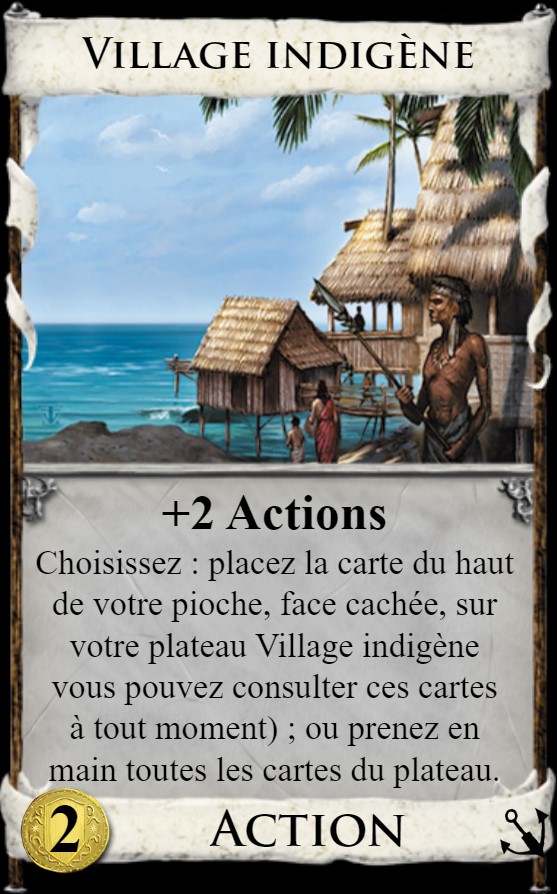 Village indigène
+2 Actions
Choisissez : placez la carte du haut
de votre pioche, face cachée, sur
votre plateau Village indigène
vous pouvez consulter ces cartes
à tout moment) ; ou prenez en
main toutes les cartes du plateau.
2
Action